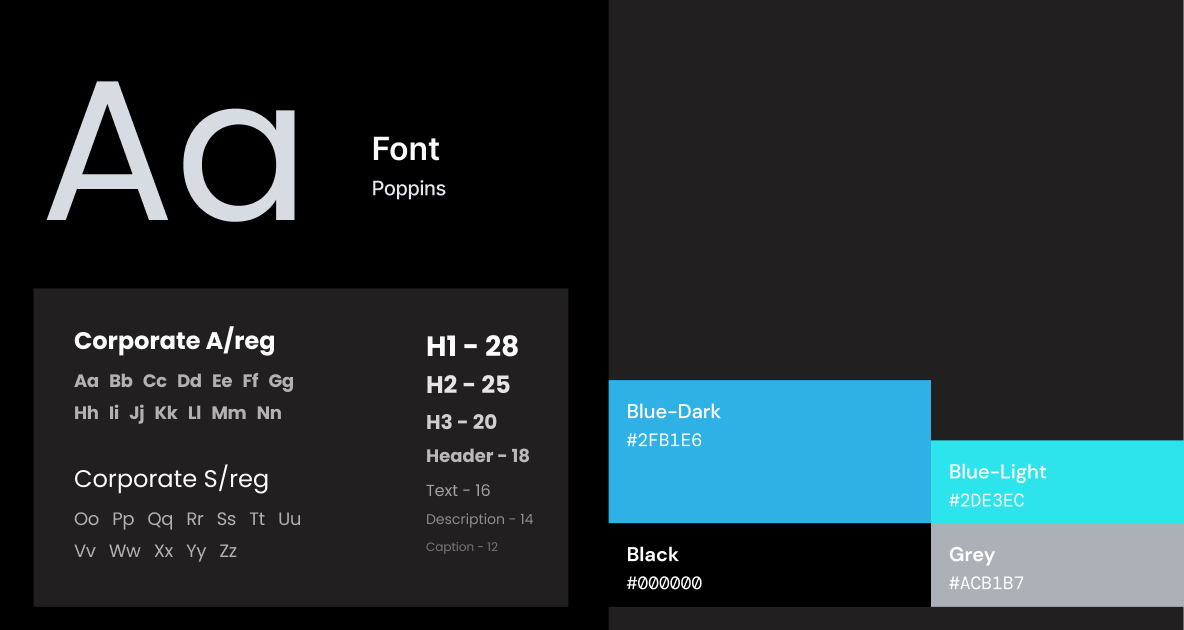 Aa
Font
Poppins
Corporate A/reg
Aa Bb Cc Dd Ee Ff Gg
Hh Ii Jj Kk Ll Mm Nn
Corporate S/reg
Oo Pp Qq Rr Ss Tt Uu
Vv Ww Xx Yy Zz
H1 - 28
H2 - 25
H3 - 20
Header - 18
Text - 16
Description - 14
Caption - 12
Blue-Dark
#2FB1E6
Blue-Light
#2DE3EC
Black
#000000
Grey
#ACB1B7